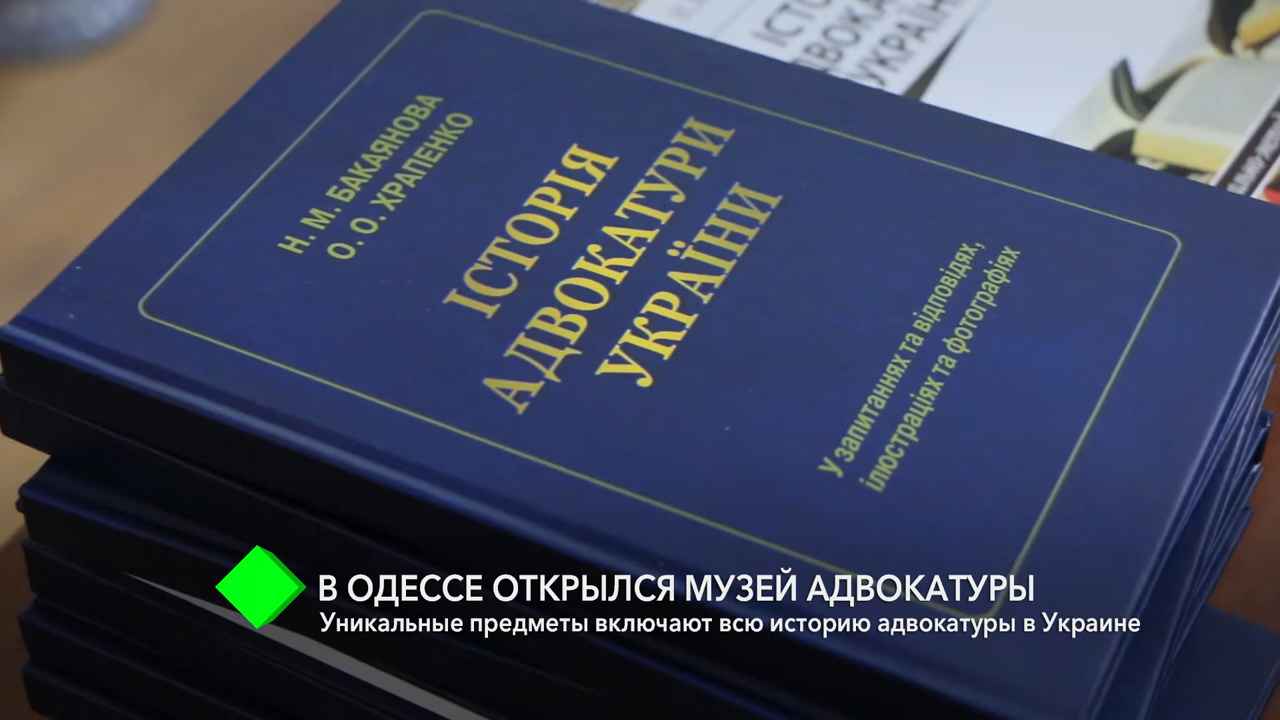 Н. М. БАКАЯНОВА
О. О. ХРАПЕНКО
ІСТОРІЯ
АДВОКАТУРИ
УКРАЇНИ
У запитаннях та відповідях,
ілюстраціях та фотографіях
В ОДЕССЕ ОТКРЫЛСЯ МУЗЕЙ АДВОКАТУРЫ
Уникальные предметы включают всю историю адвокатуры в Украине